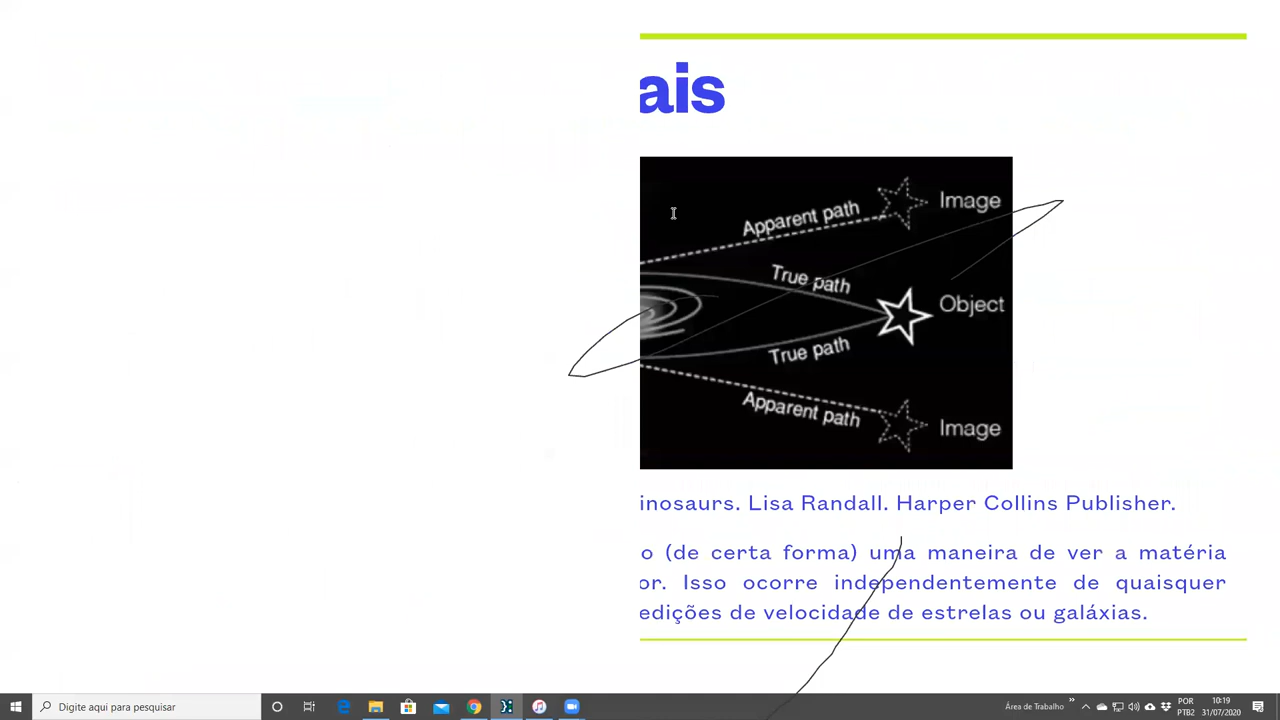 ais
Apparent path
Image
True path
Object
True path
Apparent path
Image
inosaurs. Lisa Randall. Harper Collins Publisher.
o (de certa forma) uma maneira de ver a matéria
or. Isso ocorre independentemente de quaisquer
edições de velocidade de estrelas ou galáxias.
Digite aqui para pesquisar
Área de Trabalho
»
POR
PTB2
10:19
31/07/2020